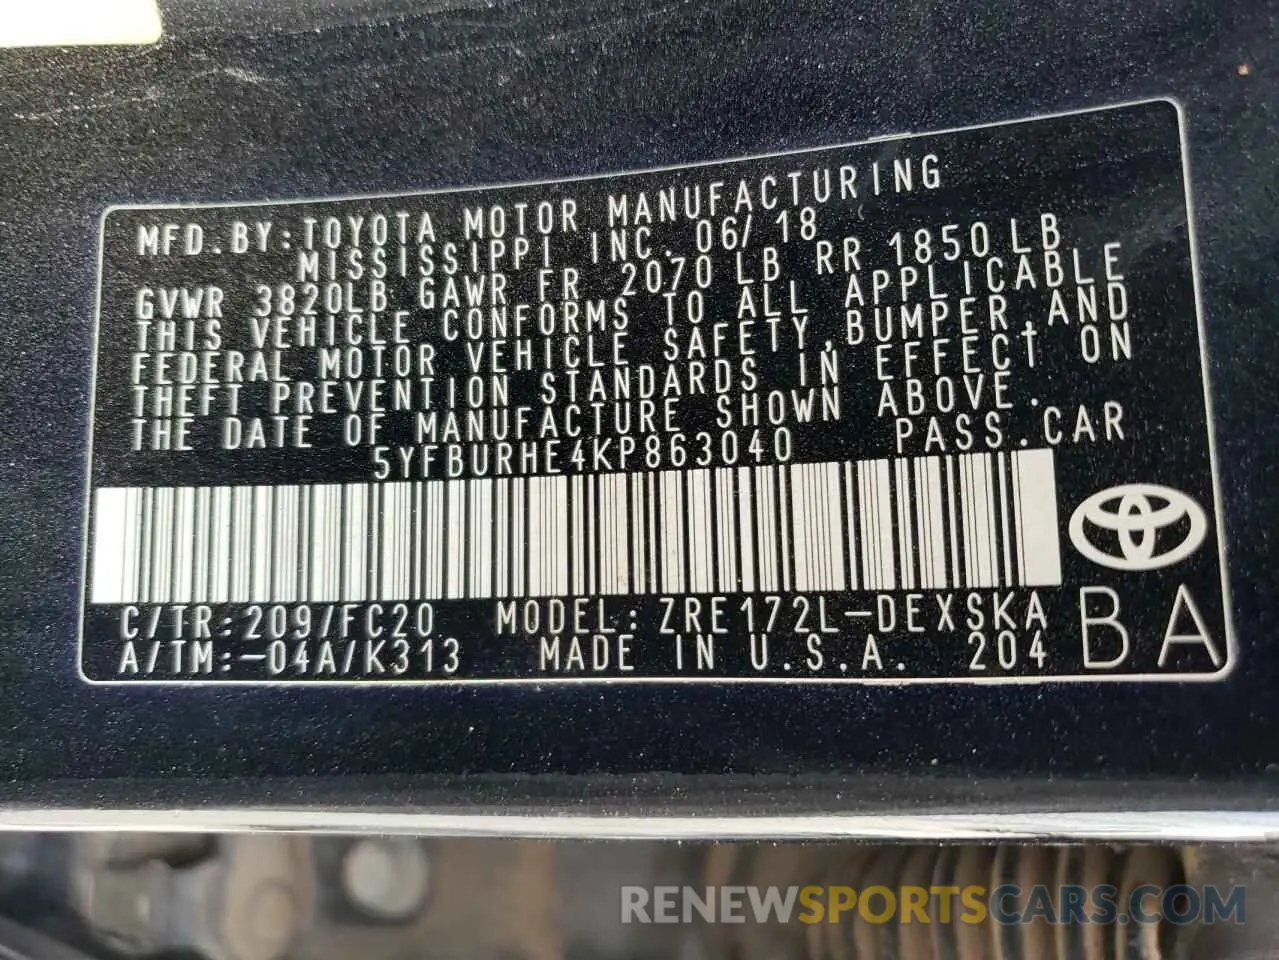 MFD.BY:TOYOTA MOTOR MANUFACTURING
MISSISSIPPI INC. 06/18
GVWR 3820LB GAWR FR 2070 LB RR 1850LB
THIS VEHICLE CONFORMS TO ALL APPLICABLE
FEDERAL MOTOR VEHICLE SAFETY,BUMPER,AND
THEFT PREVENTION STANDARDS IN EFFECT ON
THE DATE OF MANUFACTURE SHOWN ABOVE.
5YFBURHE4KP863040 PASS.CAR
C/TR:209/FC20 MODEL:ZRE172L-DEXSKA
A/TM:-04A/K313 MADE IN U.S.A. 204
BA
RENEWSPORTSCARS.COM